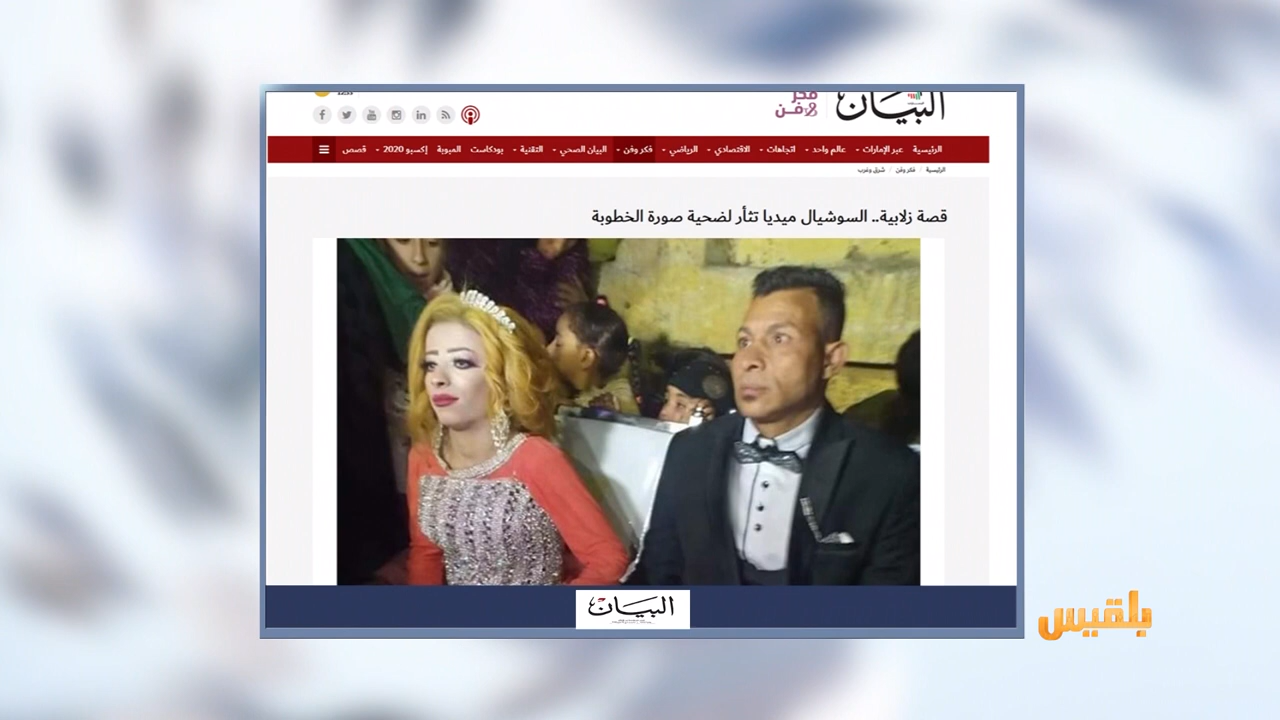 البيان
فكر
&فن
الرئيسية عبر الإمارات عالم واحد اتجاهات الاقتصادي الرياضي فكر وفن البيان الصحي التقنية بودكاست المبوبة إكسبو 2020 قصص
الرئيسية / فكر وفن / شرق وغرب
قصة زلابية.. السوشيال ميديا تثأر لضحية صورة الخطوبة
البيان
بلقيس